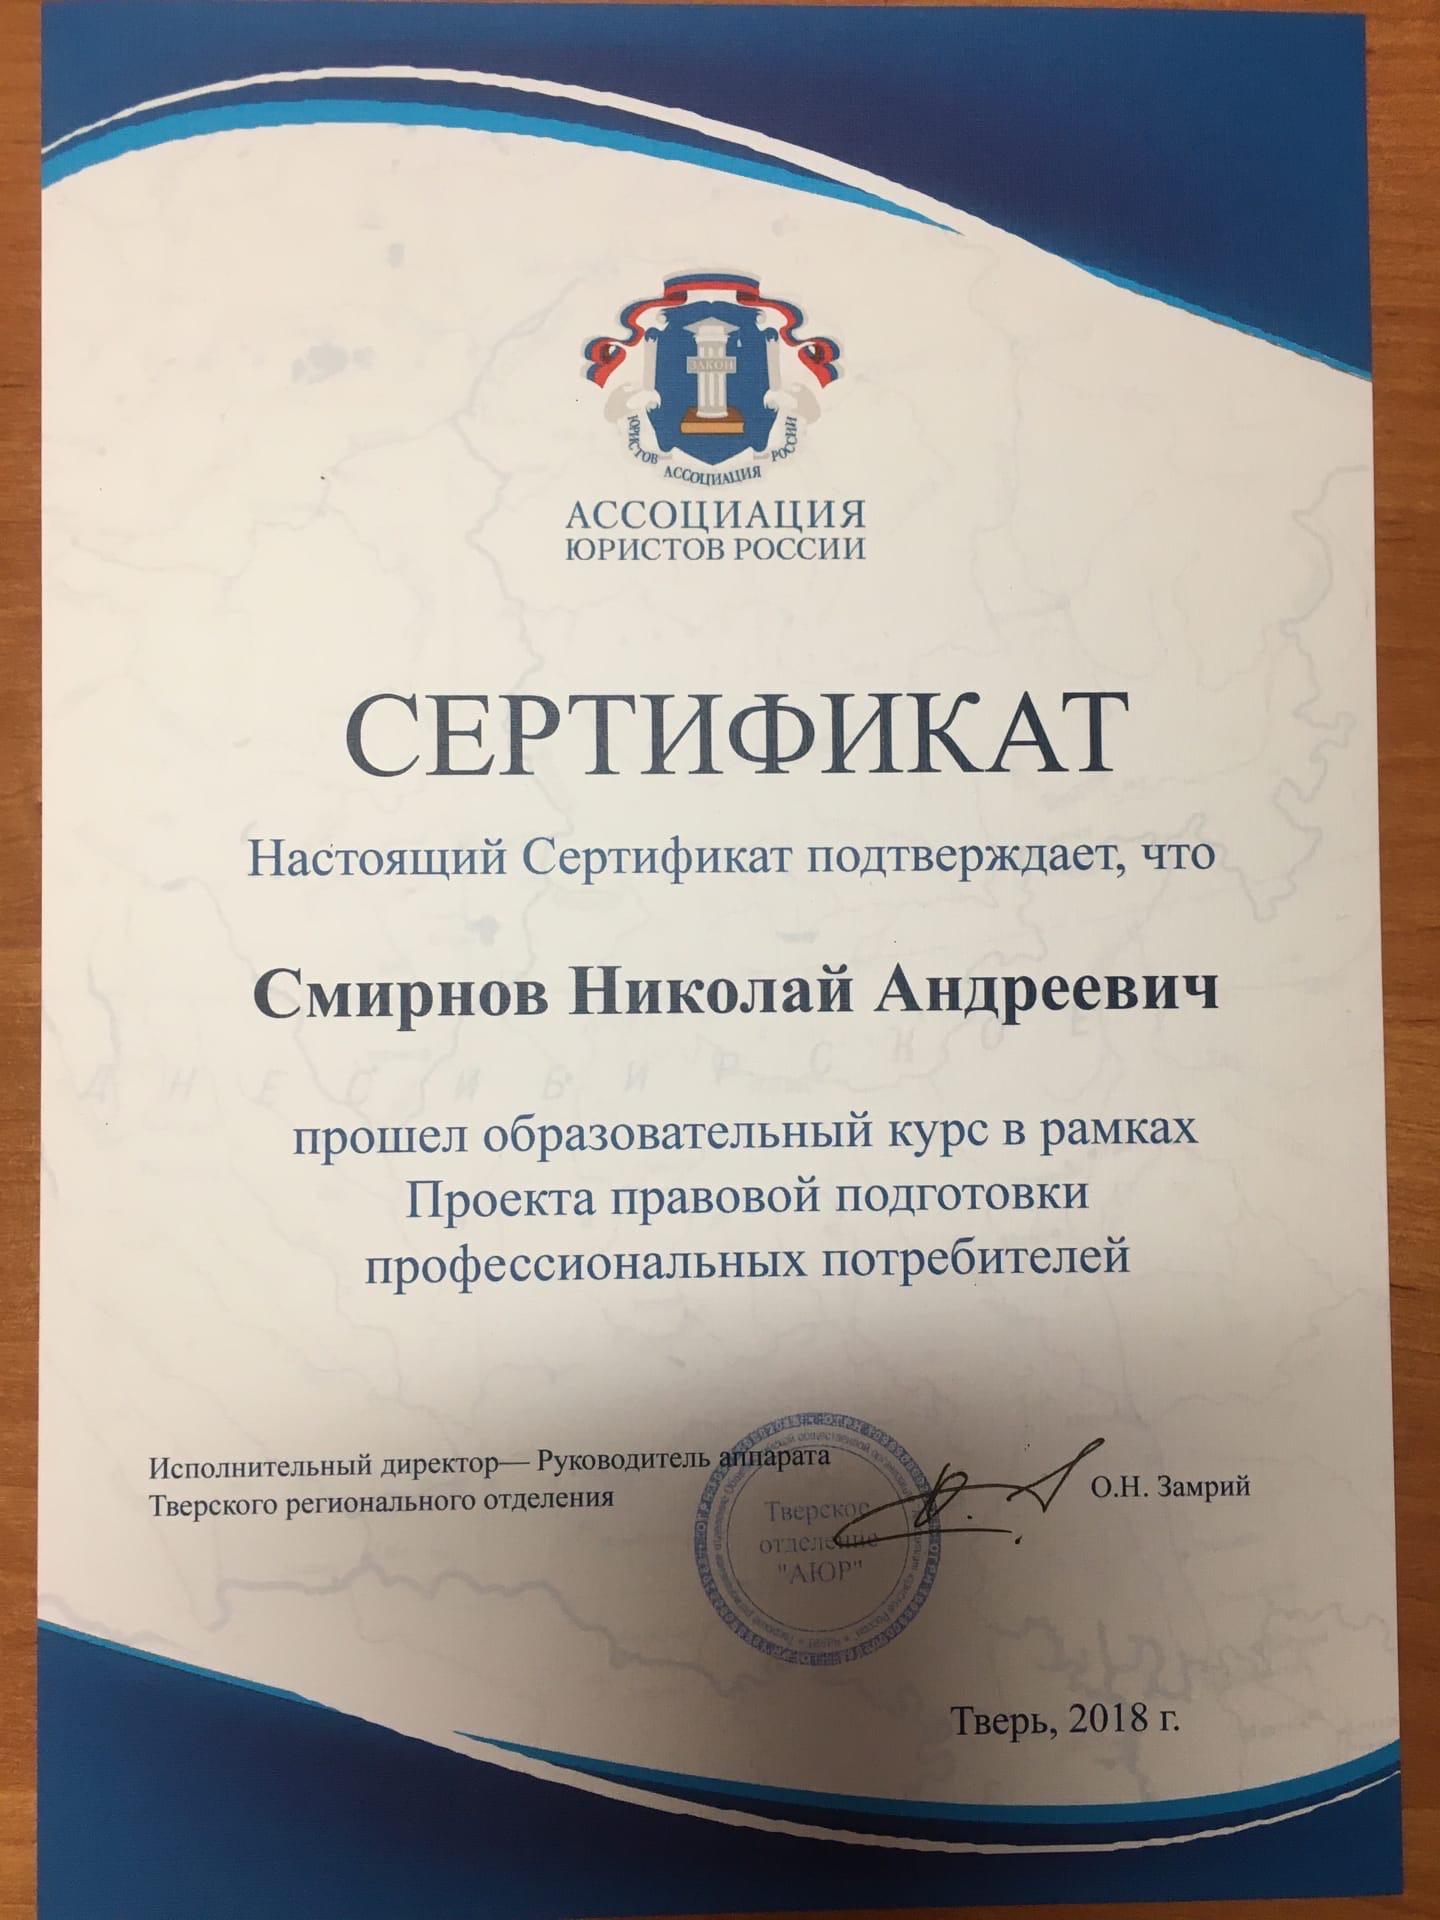 ЗАКОН
ЮРИСТОВ АССОЦИАЦИЯ РОССИИ
АССОЦИАЦИЯ
ЮРИСТОВ РОССИИ
СЕРТИФИКАТ
Настоящий Сертификат подтверждает, что
Смирнов Николай Андреевич
прошел образовательный курс в рамках
Проекта правовой подготовки
профессиональных потребителей
Исполнительный директор— Руководитель аппарата
Тверского регионального отделения
О.Н. Замрий
Тверское
отделение
"АЮР"
Тверь, 2018 г.